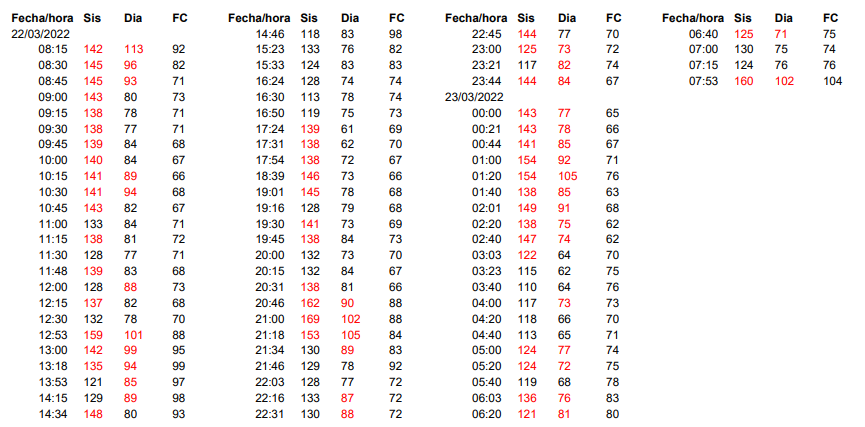 Fecha/hora Sis Dia FC
22/03/2022
08:15 142 113 92
08:30 145 96 82
08:45 145 93 71
09:00 143 80 73
09:15 138 78 71
09:30 138 77 71
09:45 139 84 68
10:00 140 84 67
10:15 141 89 66
10:30 141 94 68
10:45 143 82 67
11:00 133 84 71
11:15 138 81 72
11:30 128 77 71
11:48 139 83 68
12:00 128 88 73
12:15 137 82 68
12:30 132 78 70
12:53 159 101 88
13:00 142 99 95
13:18 135 94 99
13:53 121 85 97
14:15 129 89 98
14:34 148 80 93
Fecha/hora Sis Dia FC
14:46 118 83 98
15:23 133 76 82
15:33 124 83 83
16:24 128 74 74
16:30 113 78 74
16:50 119 75 73
17:24 139 61 69
17:31 138 62 70
17:54 138 72 67
18:39 146 73 66
19:01 145 78 68
19:16 128 79 68
19:30 141 73 69
19:45 138 84 73
20:00 132 73 70
20:15 132 84 67
20:31 138 81 66
20:46 162 90 88
21:00 169 102 88
21:18 153 105 84
21:34 130 89 83
21:46 129 78 92
22:03 128 77 72
22:16 133 87 72
22:31 130 88 72
Fecha/hora Sis Dia FC
22:45 144 77 70
23:00 125 73 72
23:21 117 82 74
23:44 144 84 67
23/03/2022
00:00 143 77 65
00:21 143 78 66
00:44 141 85 67
01:00 154 92 71
01:20 154 105 76
01:40 138 85 63
02:01 149 91 68
02:20 138 75 62
02:40 147 74 62
03:03 122 64 70
03:23 115 62 75
03:40 110 64 76
04:00 117 73 73
04:20 118 66 70
04:40 113 65 71
05:00 124 77 74
05:20 124 72 75
05:40 119 68 78
06:03 136 76 83
06:20 121 81 80
Fecha/hora Sis Dia FC
06:40 125 71 75
07:00 130 75 74
07:15 124 76 76
07:53 160 102 104